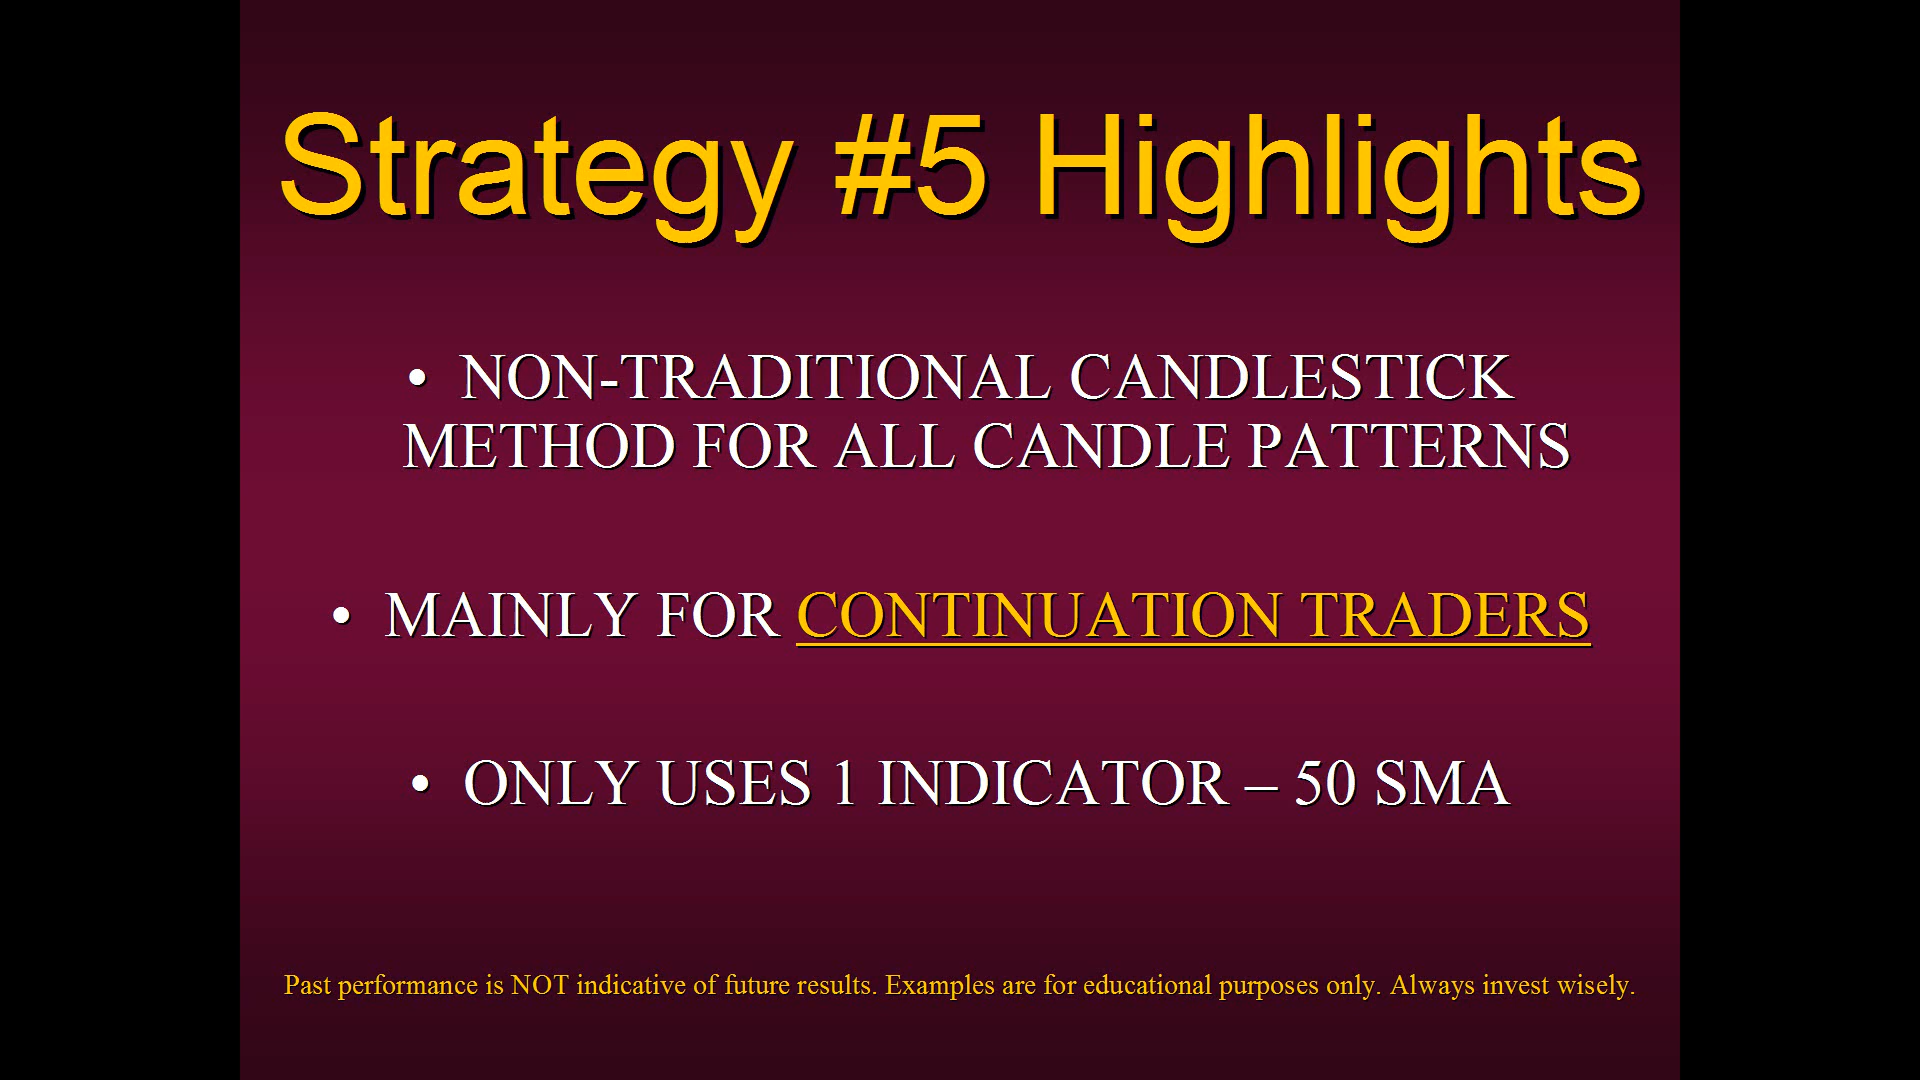 Strategy #5 Highlights
• NON-TRADITIONAL CANDLESTICK
METHOD FOR ALL CANDLE PATTERNS
• MAINLY FOR CONTINUATION TRADERS
• ONLY USES 1 INDICATOR – 50 SMA
Past performance is NOT indicative of future results. Examples are for educational purposes only. Always invest wisely.